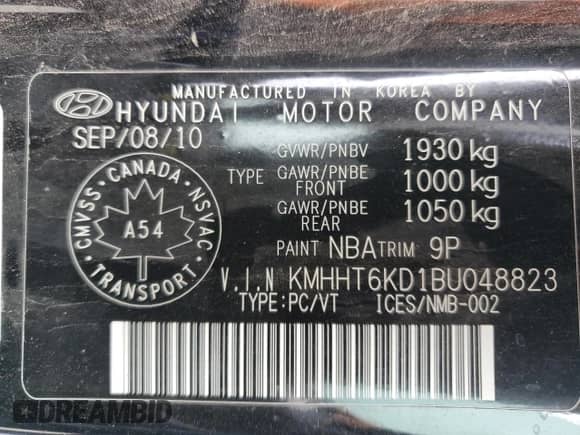 MANUFACTURED IN KOREA BY
HYUNDAI MOTOR COMPANY
SEP/08/10
GVWR/PNBV 1930 kg
TYPE GAWR/PNBE FRONT 1000 kg
GAWR/PNBE REAR 1050 kg
PAINT NBA TRIM 9P
V.I.N KMHHT6KD1BU048823
TYPE:PC/VT ICES/NMB-002
CMVSS · CANADA · NSVAC
A54
TRANSPORT
DREAMBID